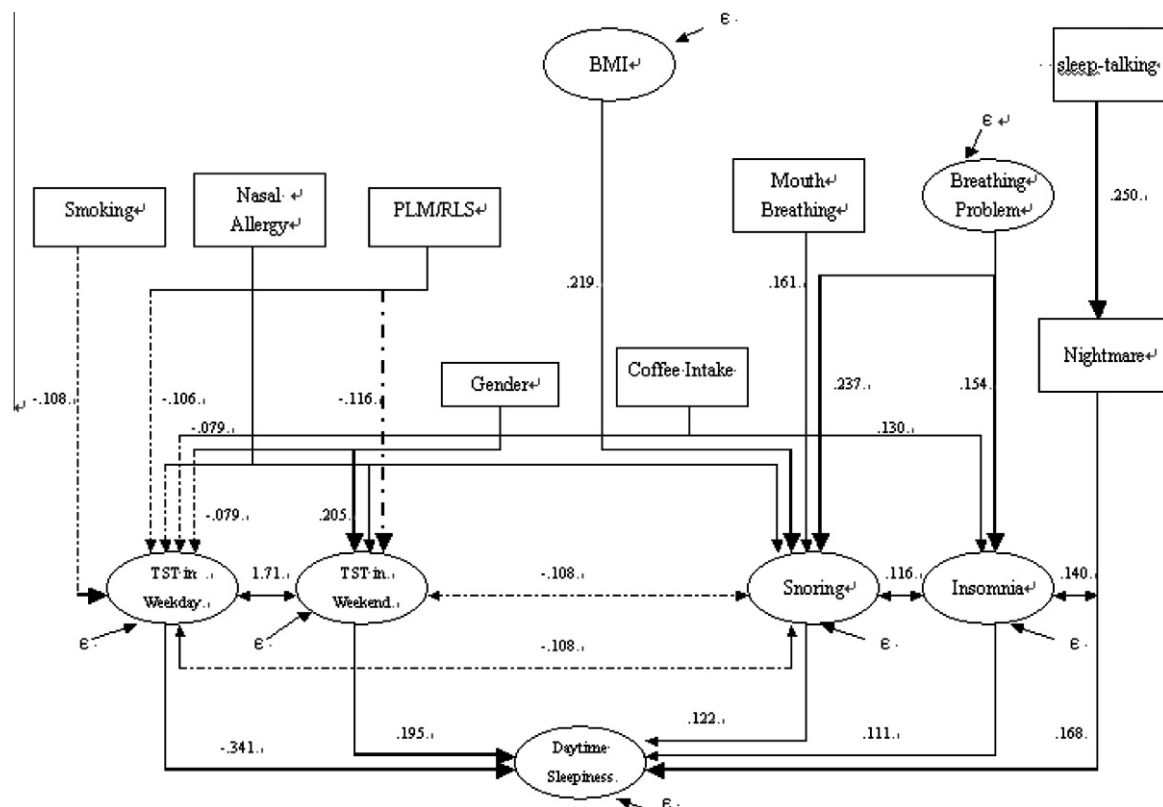 ε
BMI
sleep-talking
ε
Smoking
Nasal
Allergy
PLM/RLS
Mouth
Breathing
Breathing
Problem
.250
.219
.161
Nightmare
Gender
Coffee Intake
-.108
-.106
-.116
.237
.154
-.079
.130
-.079
.205
TST in
Weekday
1.71
TST in
Weekend
-.108
Snoring
.116
Insomnia
.140
ε
ε
ε
ε
-.108
.122
-.341
.195
.111
.168
Daytime
Sleepiness
ε